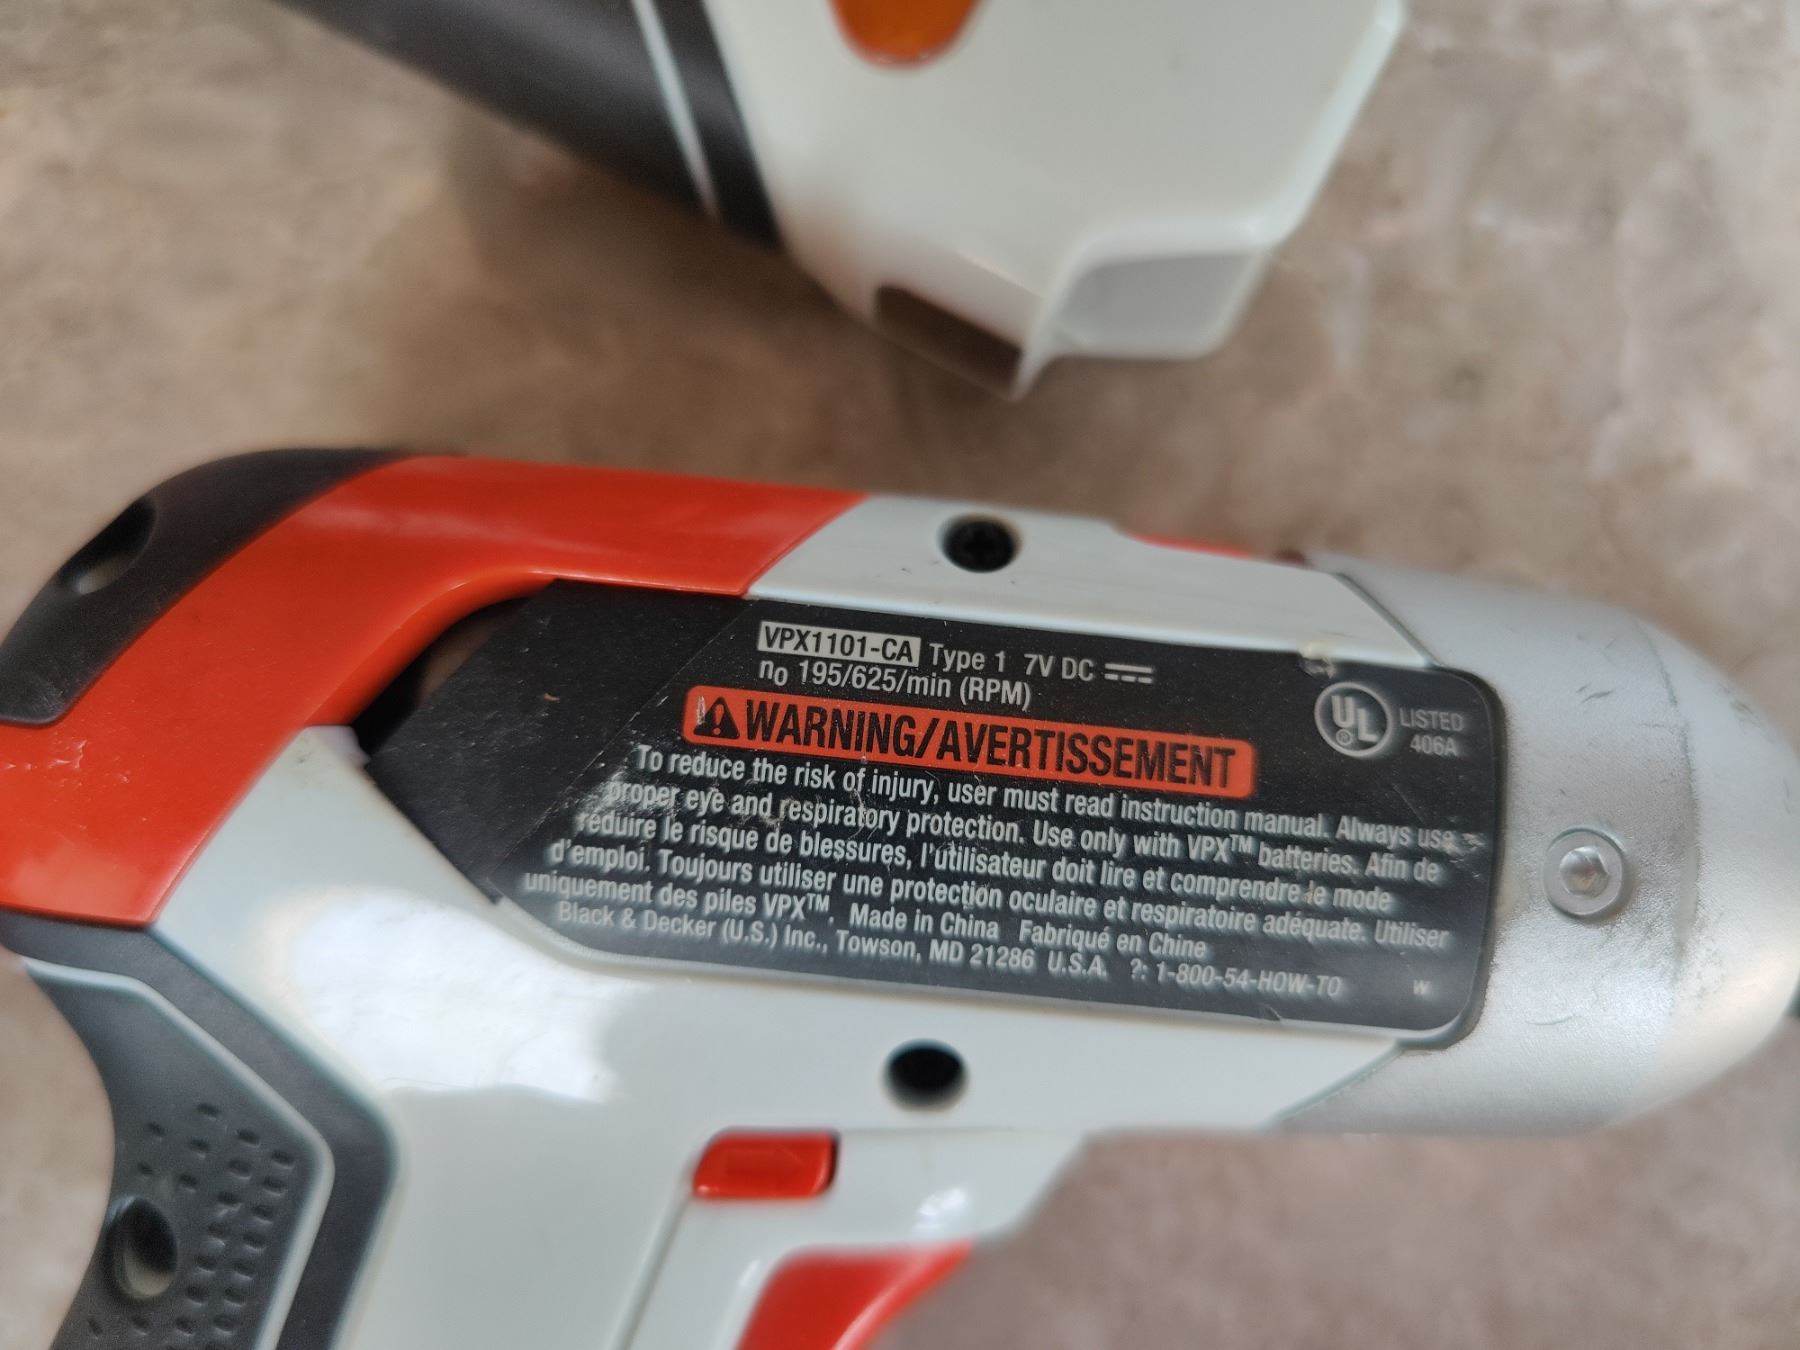 VPX1101-CA Type 1 7V DC
no 195/625/min (RPM)
WARNING/AVERTISSEMENT
UL
®
LISTED
406A
To reduce the risk of injury, user must read instruction manual. Always use
proper eye and respiratory protection. Use only with VPX™ batteries. Afin de
réduire le risque de blessures, l'utilisateur doit lire et comprendre le mode
d'emploi. Toujours utiliser une protection oculaire et respiratoire adéquate. Utiliser
uniquement des piles VPX™. Made in China Fabriqué en Chine
Black & Decker (U.S.) Inc., Towson, MD 21286 U.S.A. ?: 1-800-54-HOW-TO
W